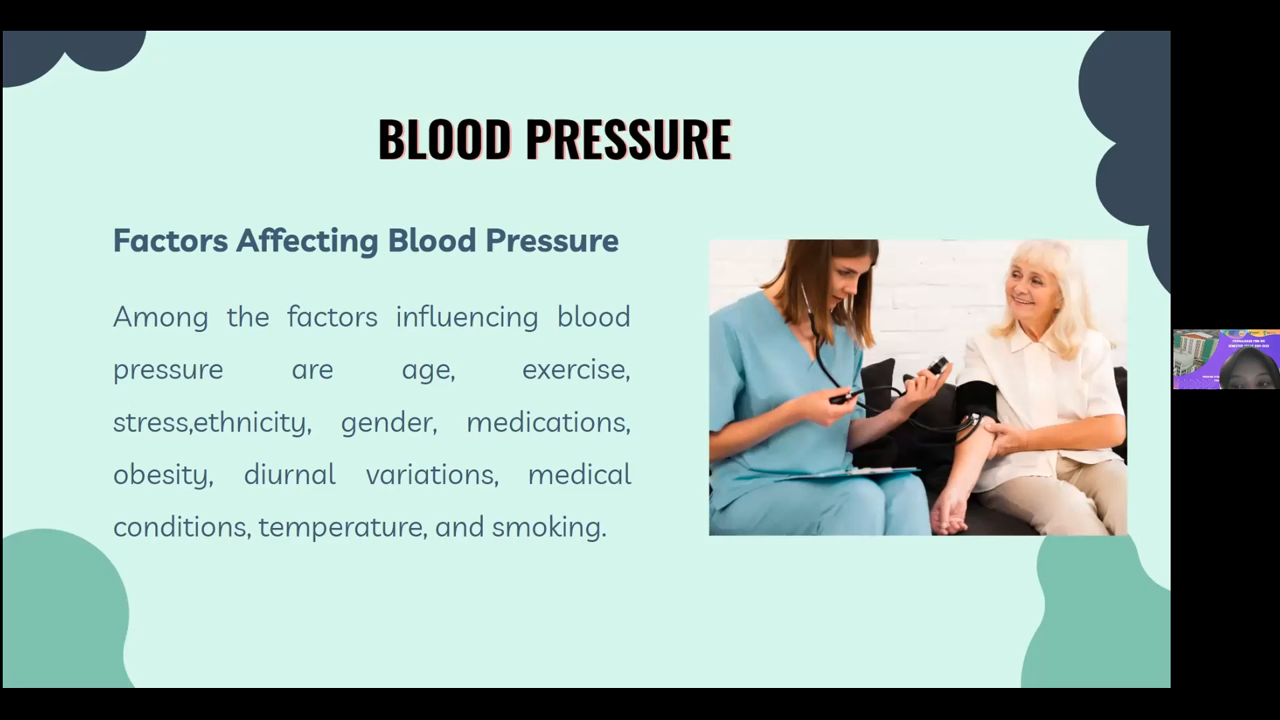 BLOOD PRESSURE
Factors Affecting Blood Pressure
Among the factors influencing blood
pressure are age, exercise,
stress,ethnicity, gender, medications,
obesity, diurnal variations, medical
conditions, temperature, and smoking.